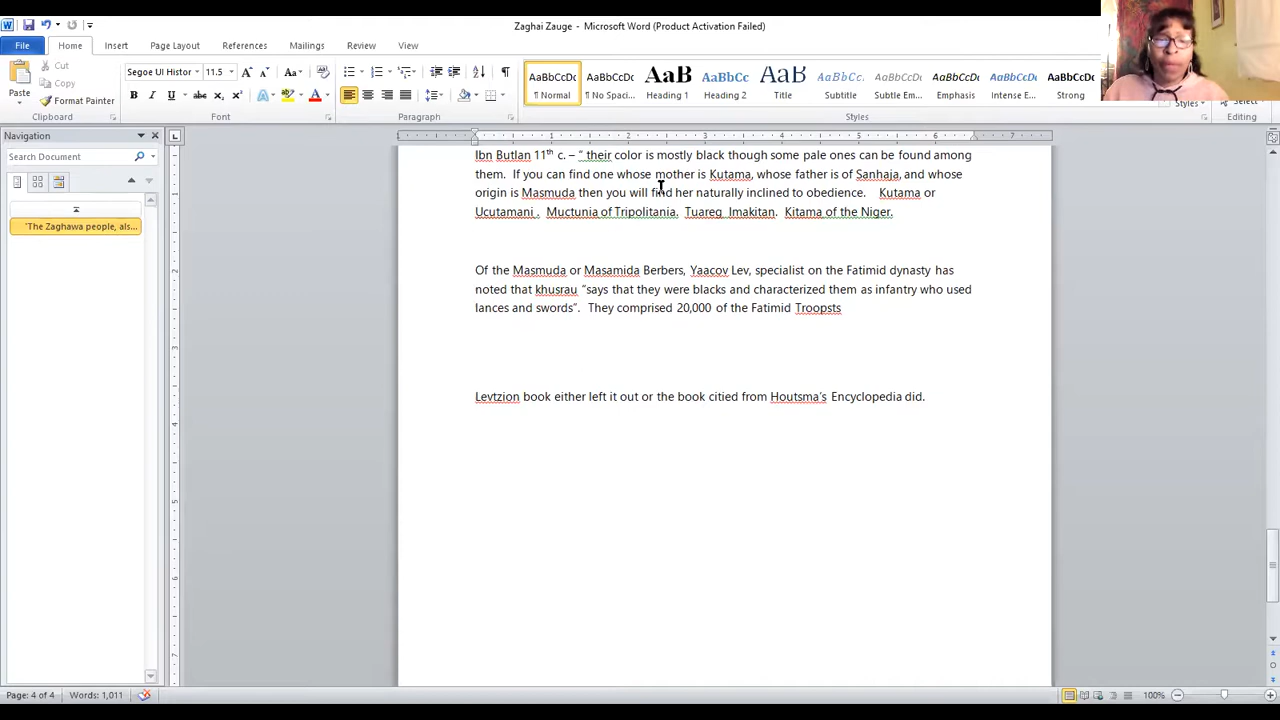 Zaghai Zauge - Microsoft Word (Product Activation Failed)
File Home Insert Page Layout References Mailings Review View
Cut
Copy
Format Painter
Paste
Clipboard
Segoe UI Histor 11.5
Font
Paragraph
AaBbCcDc AaBbCcDc AaB AaBbCc AaB AaBbCcL AaBbCcDc AaBbCcDc AaBbCcDc
¶ Normal ¶ No Spaci... Heading 1 Heading 2 Title Subtitle Subtle Em... Emphasis Intense E... Strong
Styles
Styles
Select
Editing
Navigation
Search Document
"The Zaghawa people, als...
Ibn Butlan 11th c. – “ their color is mostly black though some pale ones can be found among
them. If you can find one whose mother is Kutama, whose father is of Sanhaja, and whose
origin is Masmuda then you will find her naturally inclined to obedience. Kutama or
Ucutamani . Muctunia of Tripolitania. Tuareg Imakitan. Kitama of the Niger.
Of the Masmuda or Masamida Berbers, Yaacov Lev, specialist on the Fatimid dynasty has
noted that khusrau “says that they were blacks and characterized them as infantry who used
lances and swords”. They comprised 20,000 of the Fatimid Troopsts
Levtzion book either left it out or the book citied from Houtsma’s Encyclopedia did.
Page: 4 of 4 Words: 1,011 100%